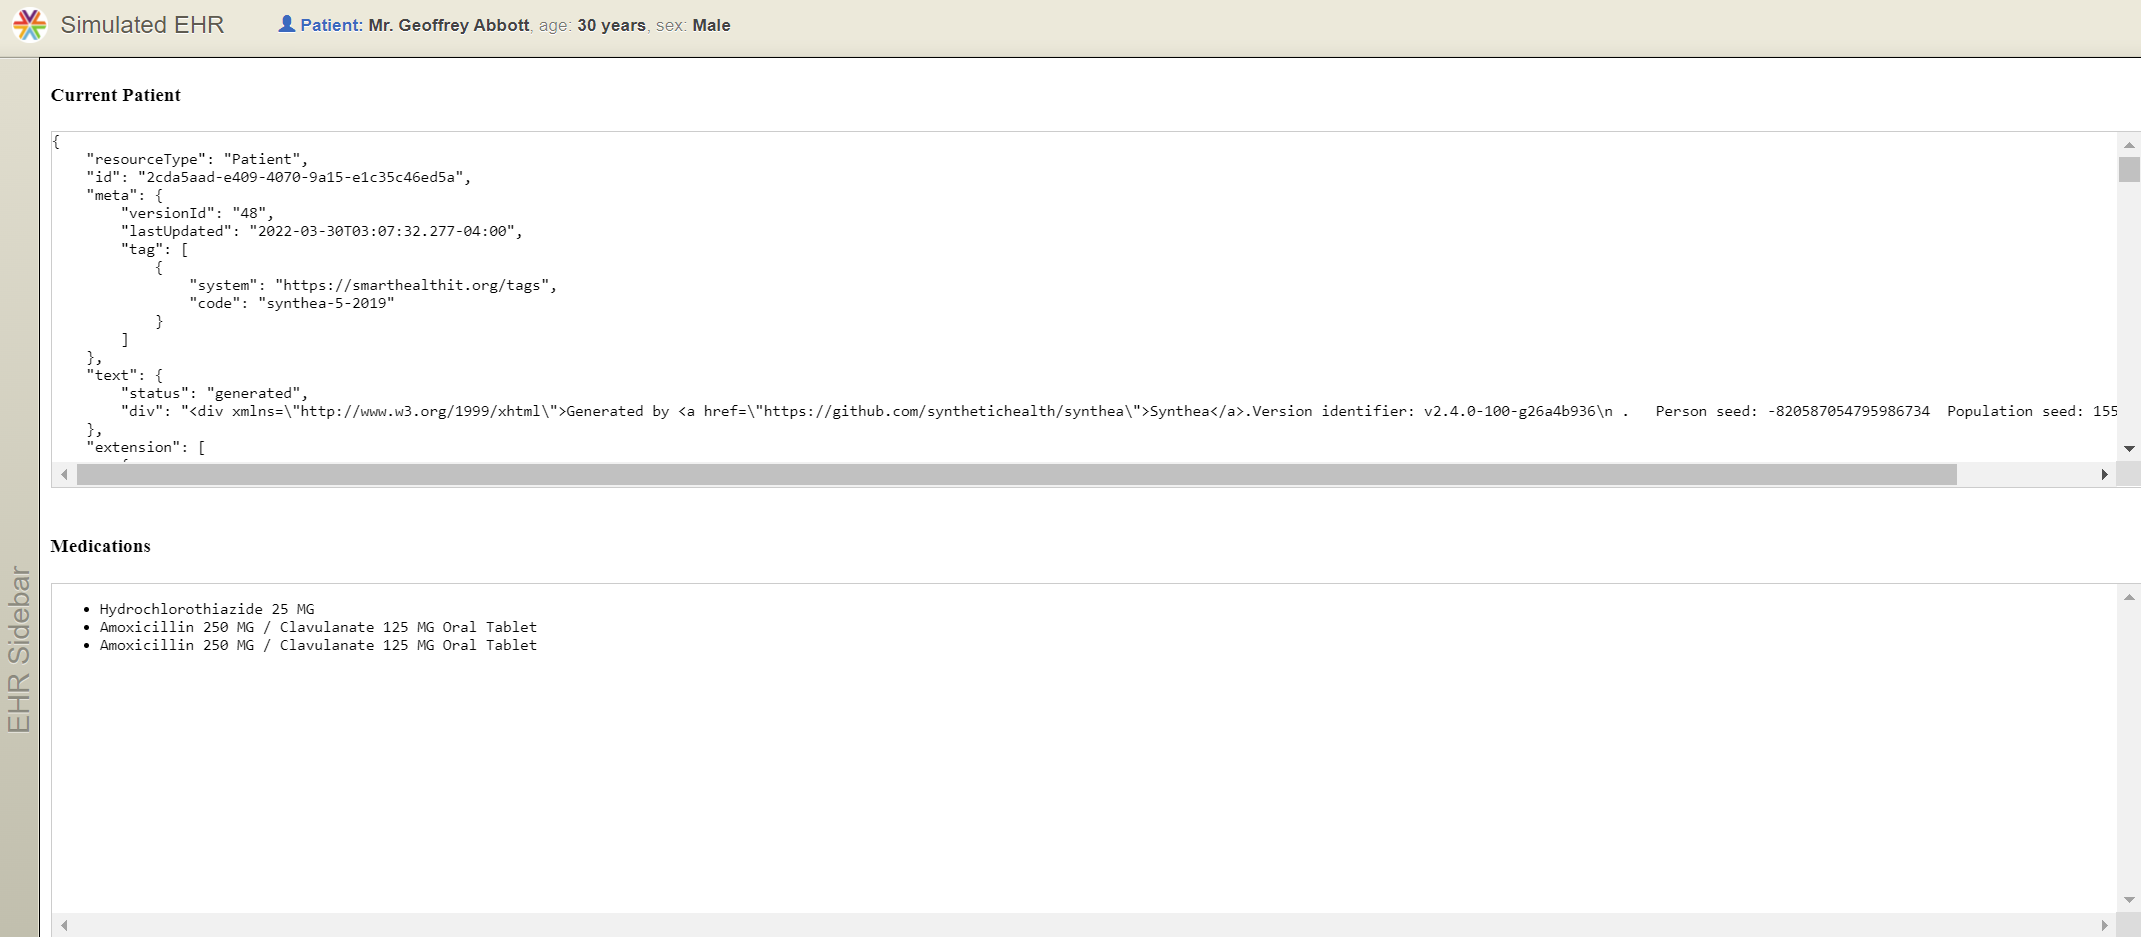 Simulated EHR
Patient: Mr. Geoffrey Abbott, age: 30 years, sex: Male
Current Patient
{
    "resourceType": "Patient",
    "id": "2cda5aad-e409-4070-9a15-e1c35c46ed5a",
    "meta": {
        "versionId": "48",
        "lastUpdated": "2022-03-30T03:07:32.277-04:00",
        "tag": [
            {
                "system": "https://smarthealthit.org/tags",
                "code": "synthea-5-2019"
            }
        ]
    },
    "text": {
        "status": "generated",
        "div": "<div xmlns=\"http://www.w3.org/1999/xhtml\">Generated by <a href=\"https://github.com/synthetichealth/synthea\">Synthea</a>.Version identifier: v2.4.0-100-g26a4b936\n .   Person seed: -820587054795986734  Population seed: 155
    },
    "extension": [
Medications
• Hydrochlorothiazide 25 MG
• Amoxicillin 250 MG / Clavulanate 125 MG Oral Tablet
• Amoxicillin 250 MG / Clavulanate 125 MG Oral Tablet
EHR Sidebar